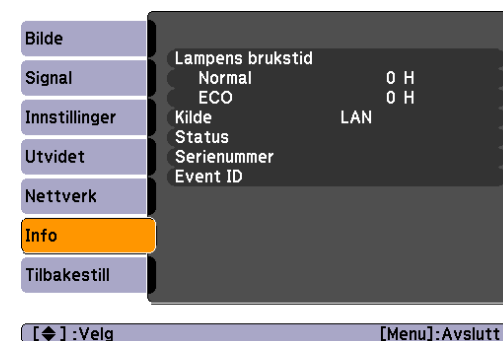 Bilde
Signal
Innstillinger
Utvidet
Nettverk
Info
Tilbakestill
Lampens brukstid
Normal 0 H
ECO 0 H
Kilde LAN
Status
Serienummer
Event ID
[◆] :Velg [Menu]:Avslutt